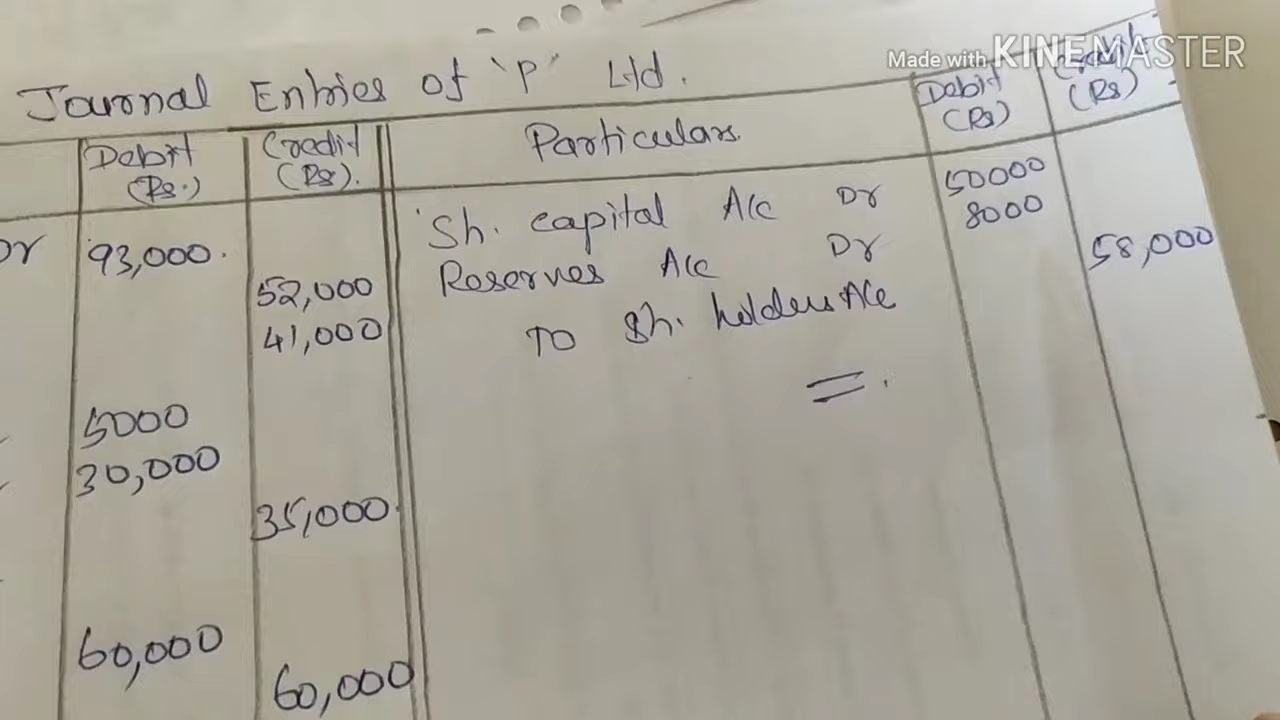 Made with KINEMASTER
Journal Entries of 'P' Ltd.
Debit (Rs.) Credit (Rs). Particulars. Debit (Rs) Credit (Rs)
Dr 93,000. Sh. capital A/c Dr 50000
52,000 Reserves A/c Dr 8000
41,000 To Sh. holders A/c 58,000
5000
30,000
35,000
60,000
60,000